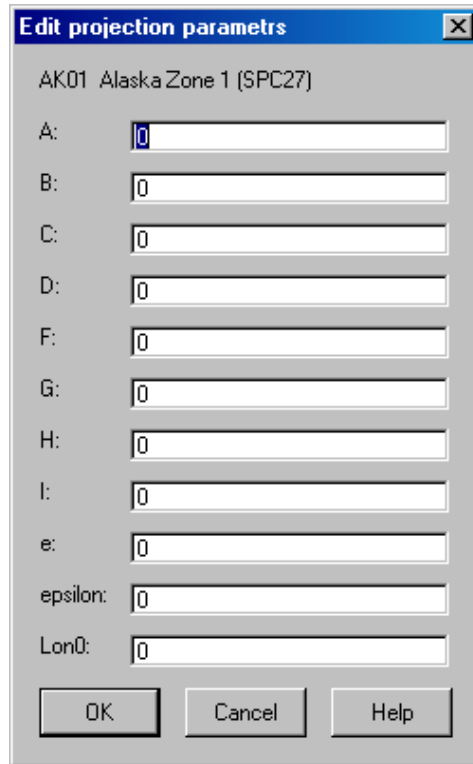 Edit projection parametrs
AK01 Alaska Zone 1 (SPC27)
A: 0
B: 0
C: 0
D: 0
F: 0
G: 0
H: 0
I: 0
e: 0
epsilon: 0
Lon0: 0
OK Cancel Help